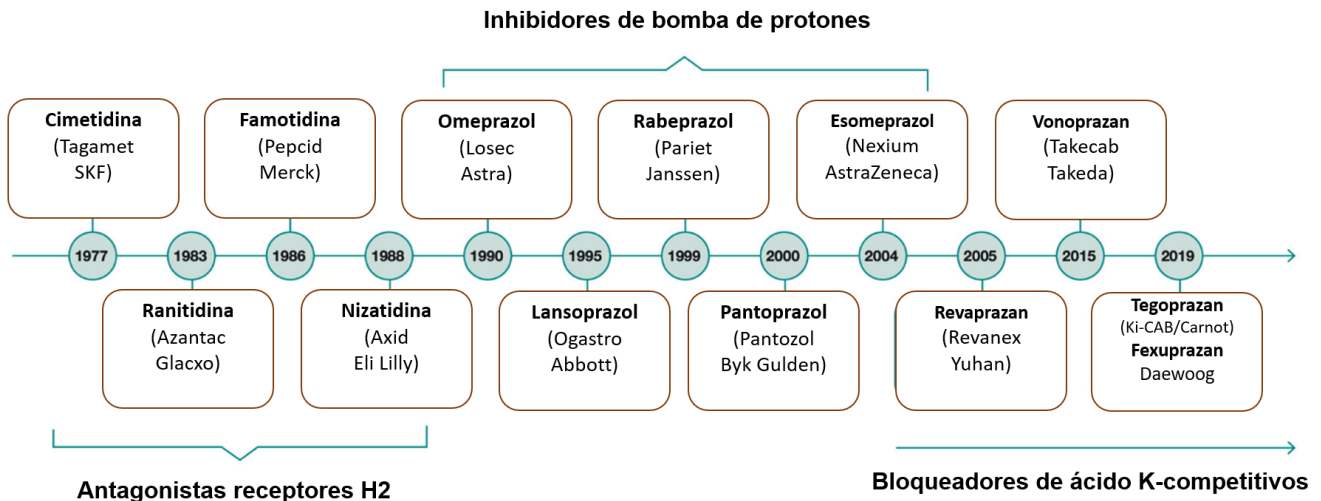 Inhibidores de bomba de protones
Cimetidina
(Tagamet
SKF)
Famotidina
(Pepcid
Merck)
Omeprazol
(Losec
Astra)
Rabeprazol
(Pariet
Janssen)
Esomeprazol
(Nexium
AstraZeneca)
Vonoprazan
(Takecab
Takeda)
1977
1983
1986
1988
1990
1995
1999
2000
2004
2005
2015
2019
Ranitidina
(Azantac
Glacxo)
Nizatidina
(Axid
Eli Lilly)
Lansoprazol
(Ogastro
Abbott)
Pantoprazol
(Pantozol
Byk Gulden)
Revaprazan
(Revanex
Yuhan)
Tegoprazan
(Ki-CAB/Carnot)
Fexuprazan
Daewoog
Antagonistas receptores H2
Bloqueadores de ácido K-competitivos